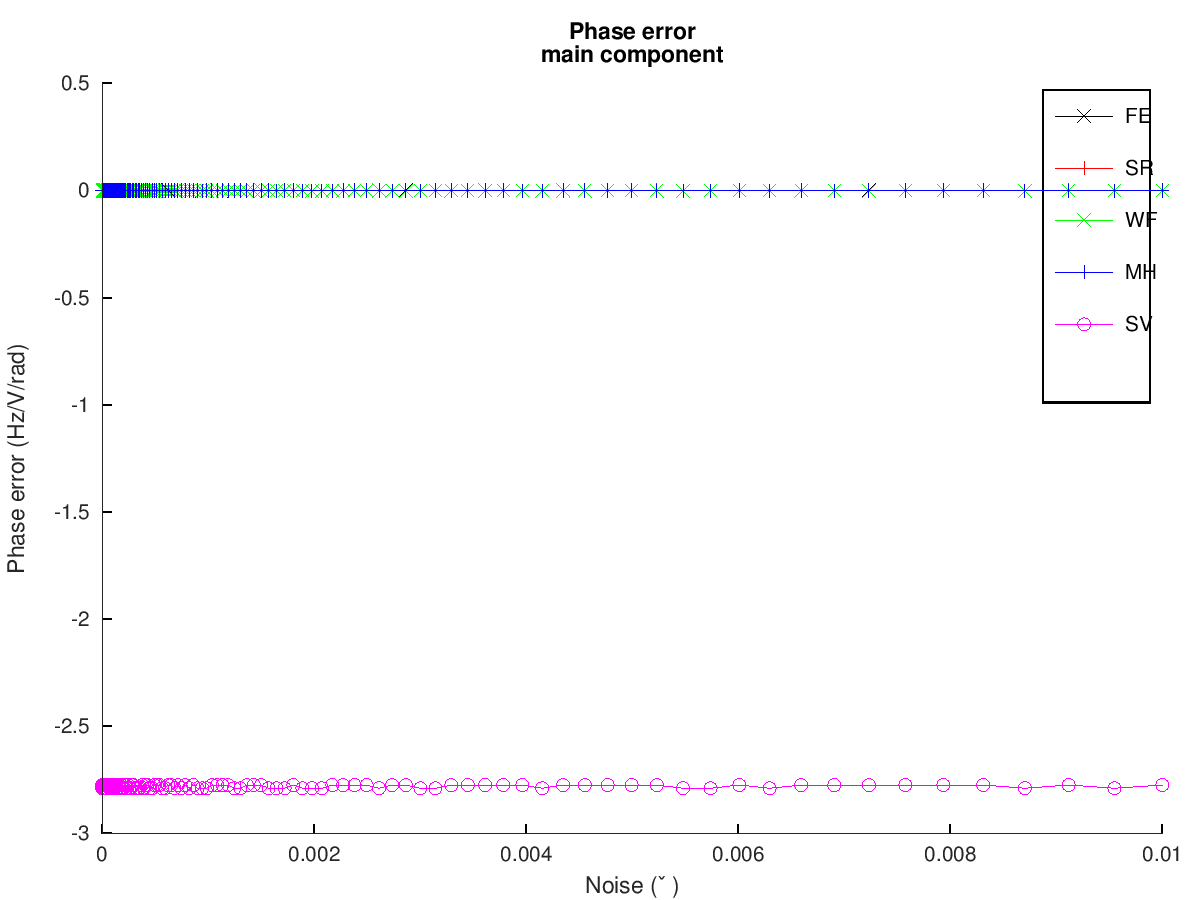 Phase error
main component
0.5
0
-0.5
-1
-1.5
-2
-2.5
-3
Phase error (Hz/V/rad)
FE
SR
WF
MH
SV
0
0.002
0.004
0.006
0.008
0.01
Noise (ˇ )